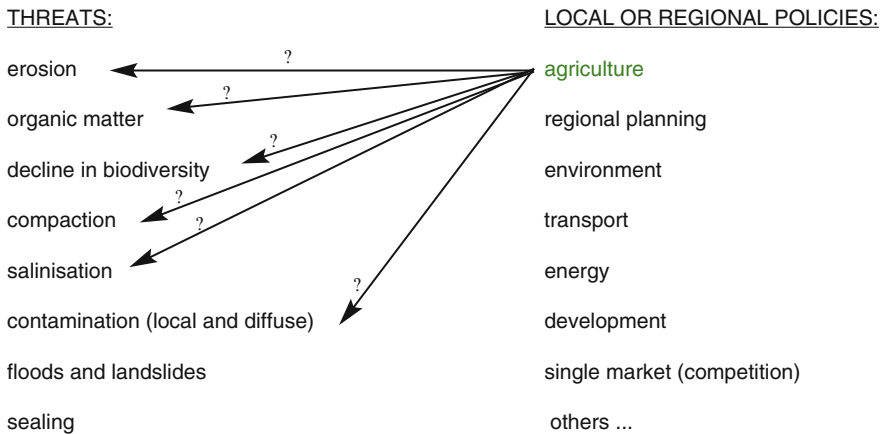 THREATS:
LOCAL OR REGIONAL POLICIES:
?
erosion
agriculture
?
organic matter
regional planning
?
decline in biodiversity
environment
?
compaction
transport
?
salinisation
energy
?
contamination (local and diffuse)
development
floods and landslides
single market (competition)
sealing
others ...